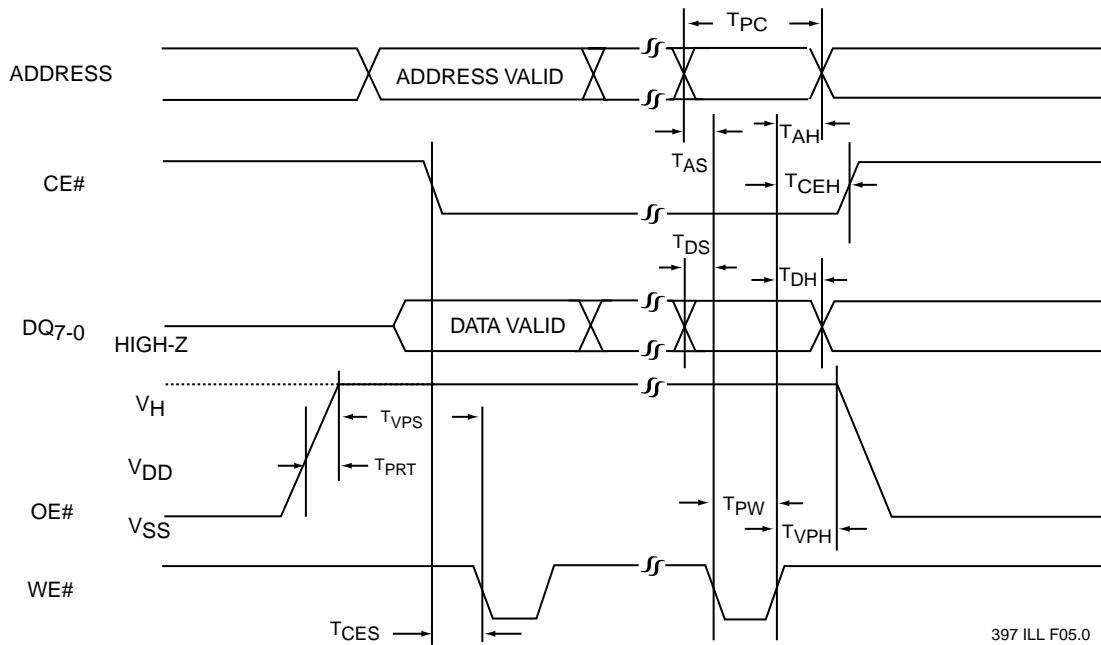 TPC
ADDRESS
ADDRESS VALID
TAH
TAS
CE#
TCEH
TDS
TDH
DQ7-0
HIGH-Z
DATA VALID
VH
TVPS
VDD
TPRT
OE#
VSS
TPW
TVPH
WE#
TCES
397 ILL F05.0